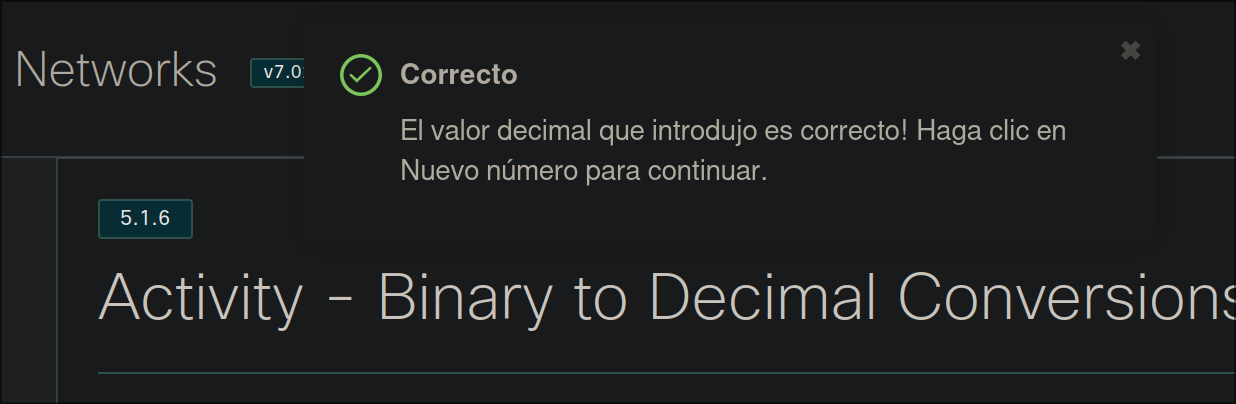 Networks
v7.0
Correcto
✖
El valor decimal que introdujo es correcto! Haga clic en
Nuevo número para continuar.
5.1.6
Activity - Binary to Decimal Conversions